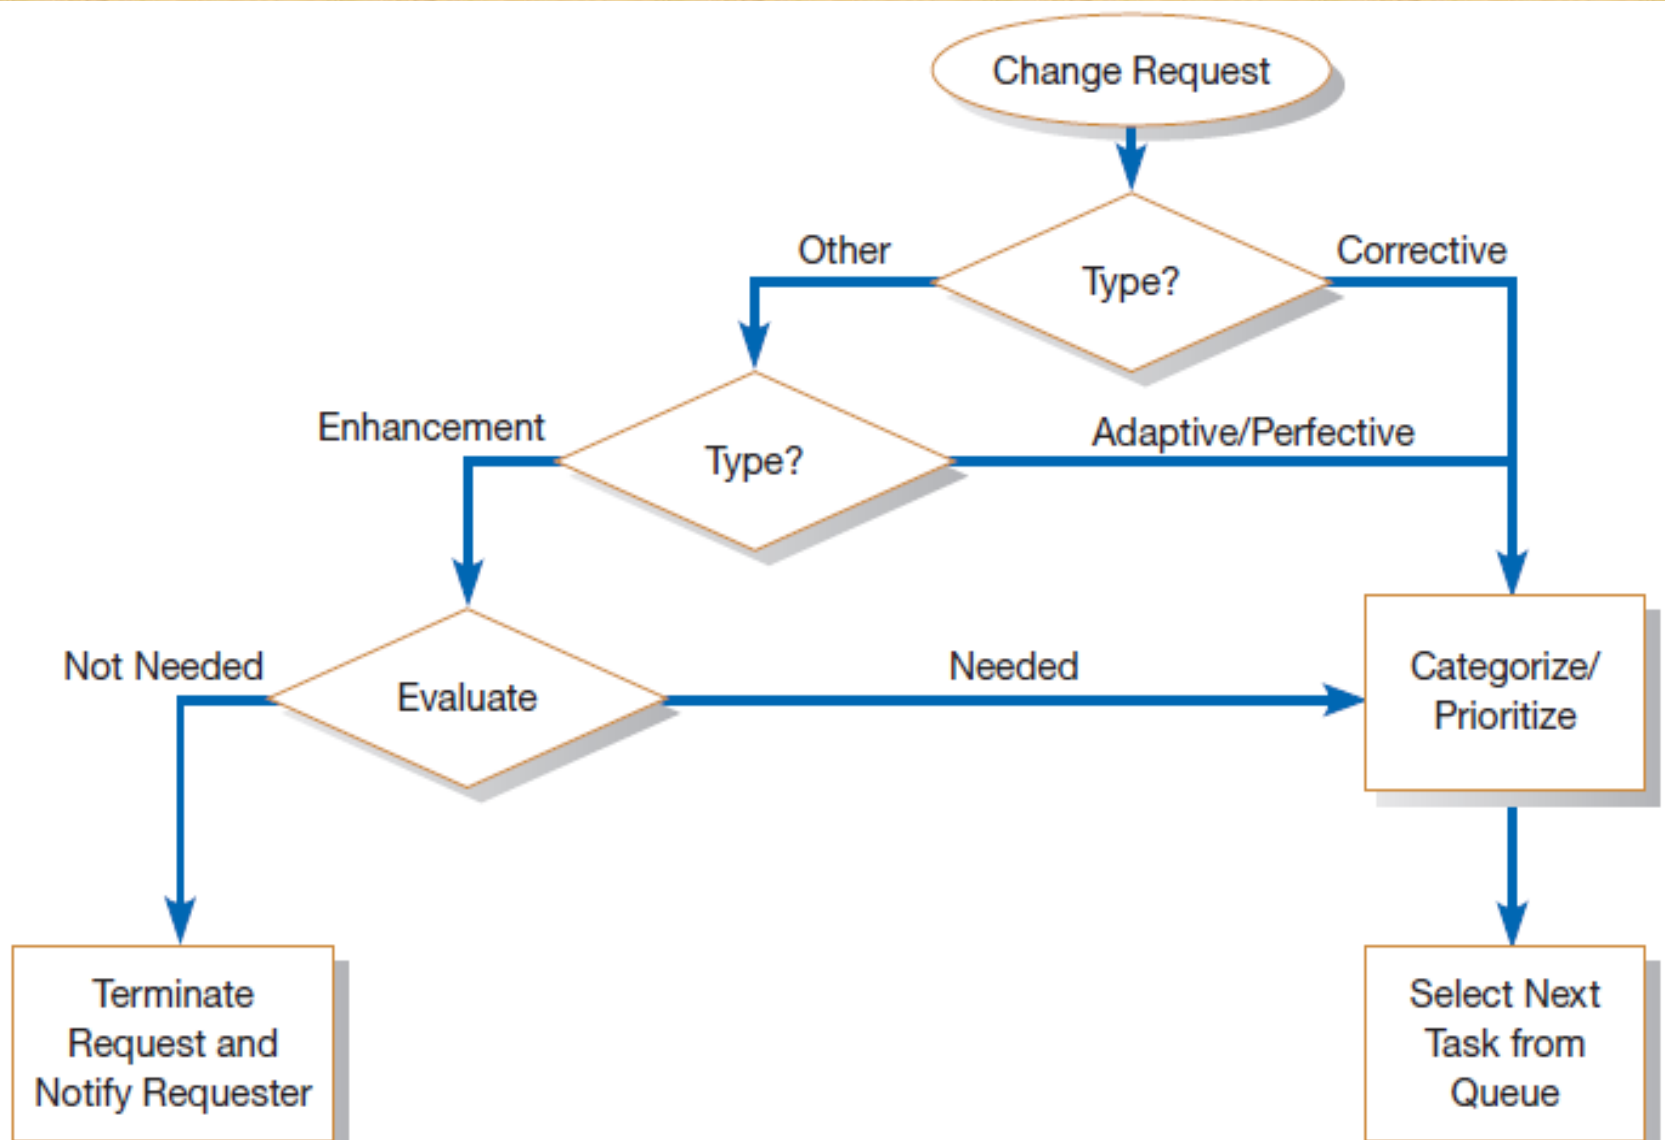 Change Request
Other
Corrective
Type?
Enhancement
Adaptive/Perfective
Type?
Not Needed
Needed
Evaluate
Categorize/
Prioritize
Terminate
Request and
Notify Requester
Select Next
Task from
Queue